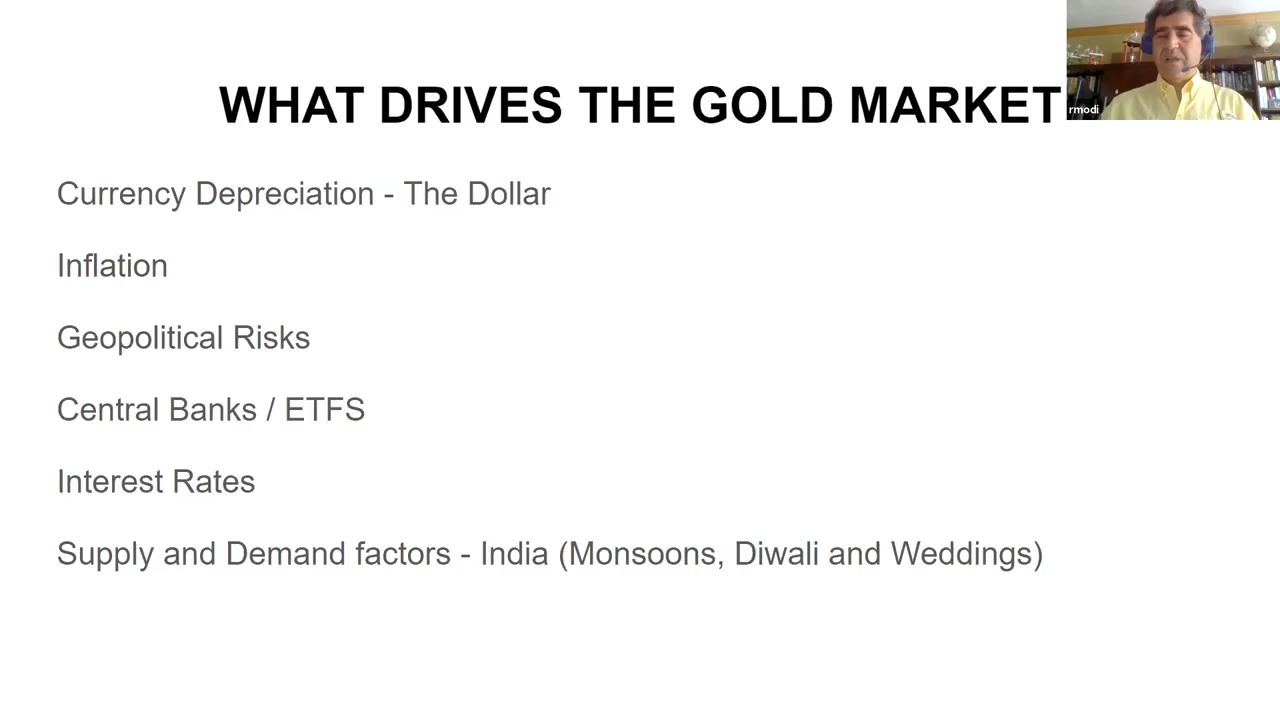 WHAT DRIVES THE GOLD MARKET
rmodi
Currency Depreciation - The Dollar
Inflation
Geopolitical Risks
Central Banks / ETFS
Interest Rates
Supply and Demand factors - India (Monsoons, Diwali and Weddings)